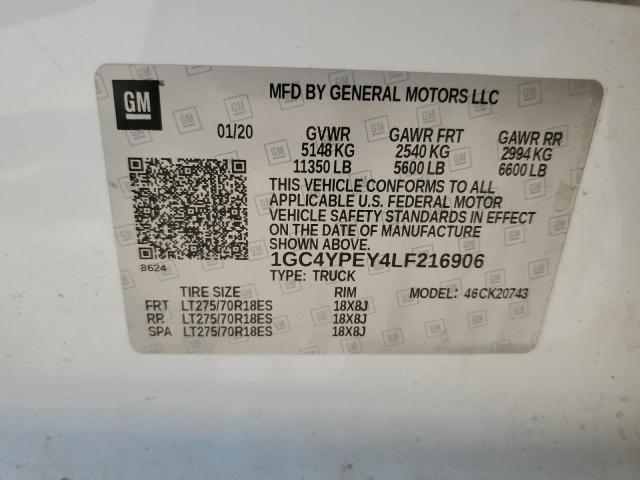 GM
MFD BY GENERAL MOTORS LLC
01/20 GVWR GAWR FRT GAWR RR
5148 KG 2540 KG 2994 KG
11350 LB 5600 LB 6600 LB
THIS VEHICLE CONFORMS TO ALL
APPLICABLE U.S. FEDERAL MOTOR
VEHICLE SAFETY STANDARDS IN EFFECT
ON THE DATE OF MANUFACTURE
SHOWN ABOVE.
1GC4YPEY4LF216906
8624
TYPE: TRUCK
TIRE SIZE RIM MODEL: 46CK20743
FRT LT275/70R18ES 18X8J
RR LT275/70R18ES 18X8J
SPA LT275/70R18ES 18X8J